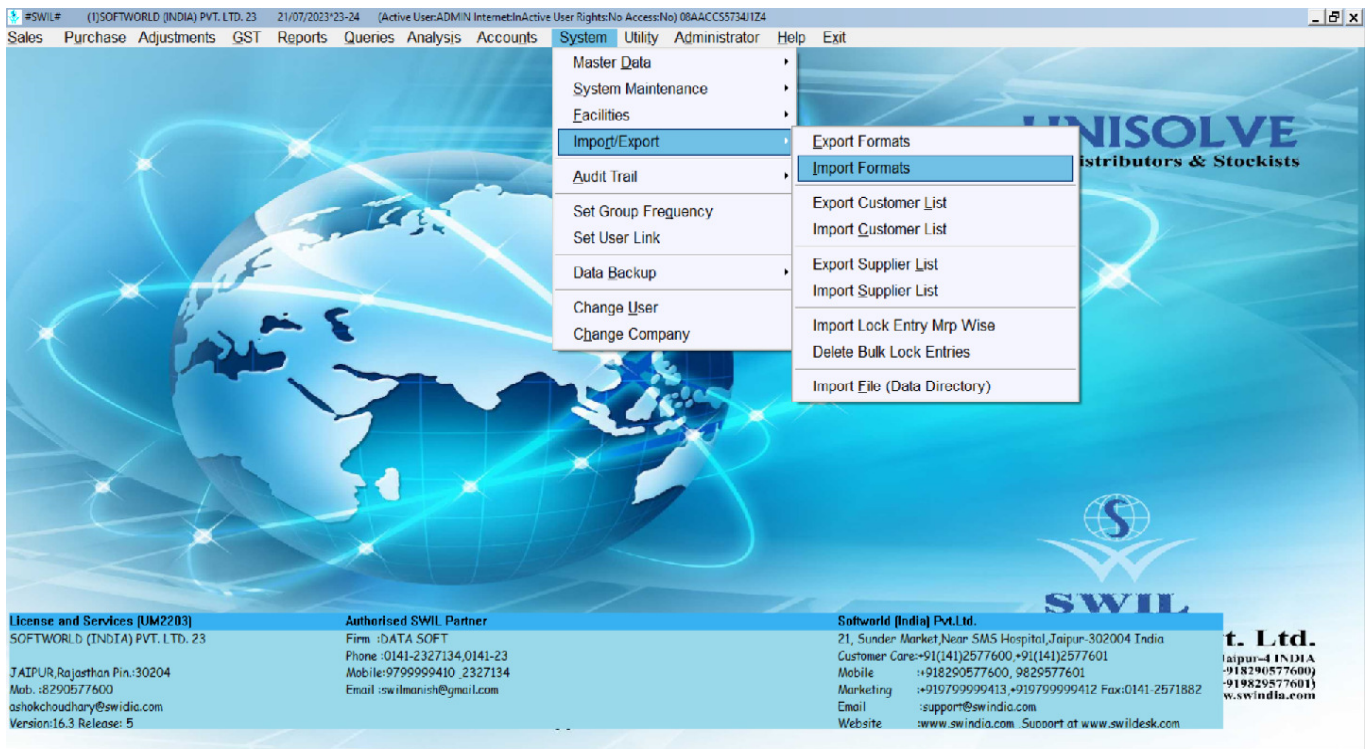 #SWIL# (1)SOFTWORLD (INDIA) PVT. LTD. 23 21/07/2023*23-24 (Active User:ADMIN Internet:InActive User Rights:No Access:No) 08AACCS5734J1Z4
Sales Purchase Adjustments GST Reports Queries Analysis Accounts System Utility Administrator Help Exit
Master Data
System Maintenance
Facilities
Import/Export
Audit Trail
Set Group Frequency
Set User Link
Data Backup
Change User
Change Company
Export Formats
Import Formats
Export Customer List
Import Customer List
Export Supplier List
Import Supplier List
Import Lock Entry Mrp Wise
Delete Bulk Lock Entries
Import File (Data Directory)
UNISOLVE
istributors & Stockists
S
SWIL
t. Ltd.
Jaipur-4 INDIA
+918290577600)
+919829577601)
w.swindia.com
License and Services (UM2203)
SOFTWORLD (INDIA) PVT. LTD. 23
JAIPUR,Rajasthan Pin.:30204
Mob. :8290577600
ashokchoudhary@swidia.com
Version:16.3 Release: 5
Authorised SWIL Partner
Firm :DATA SOFT
Phone :0141-2327134,0141-23
Mobile:9799999410 _2327134
Email :swilmanish@gmail.com
Softworld (India) Pvt.Ltd.
21, Sunder Market,Near SMS Hospital,Jaipur-302004 India
Customer Care:+91(141)2577600,+91(141)2577601
Mobile :+918290577600, 9829577601
Marketing :+919799999413,+919799999412 Fax:0141-2571882
Email :support@swindia.com
Website :www.swindia.com Support at www.swildesk.com